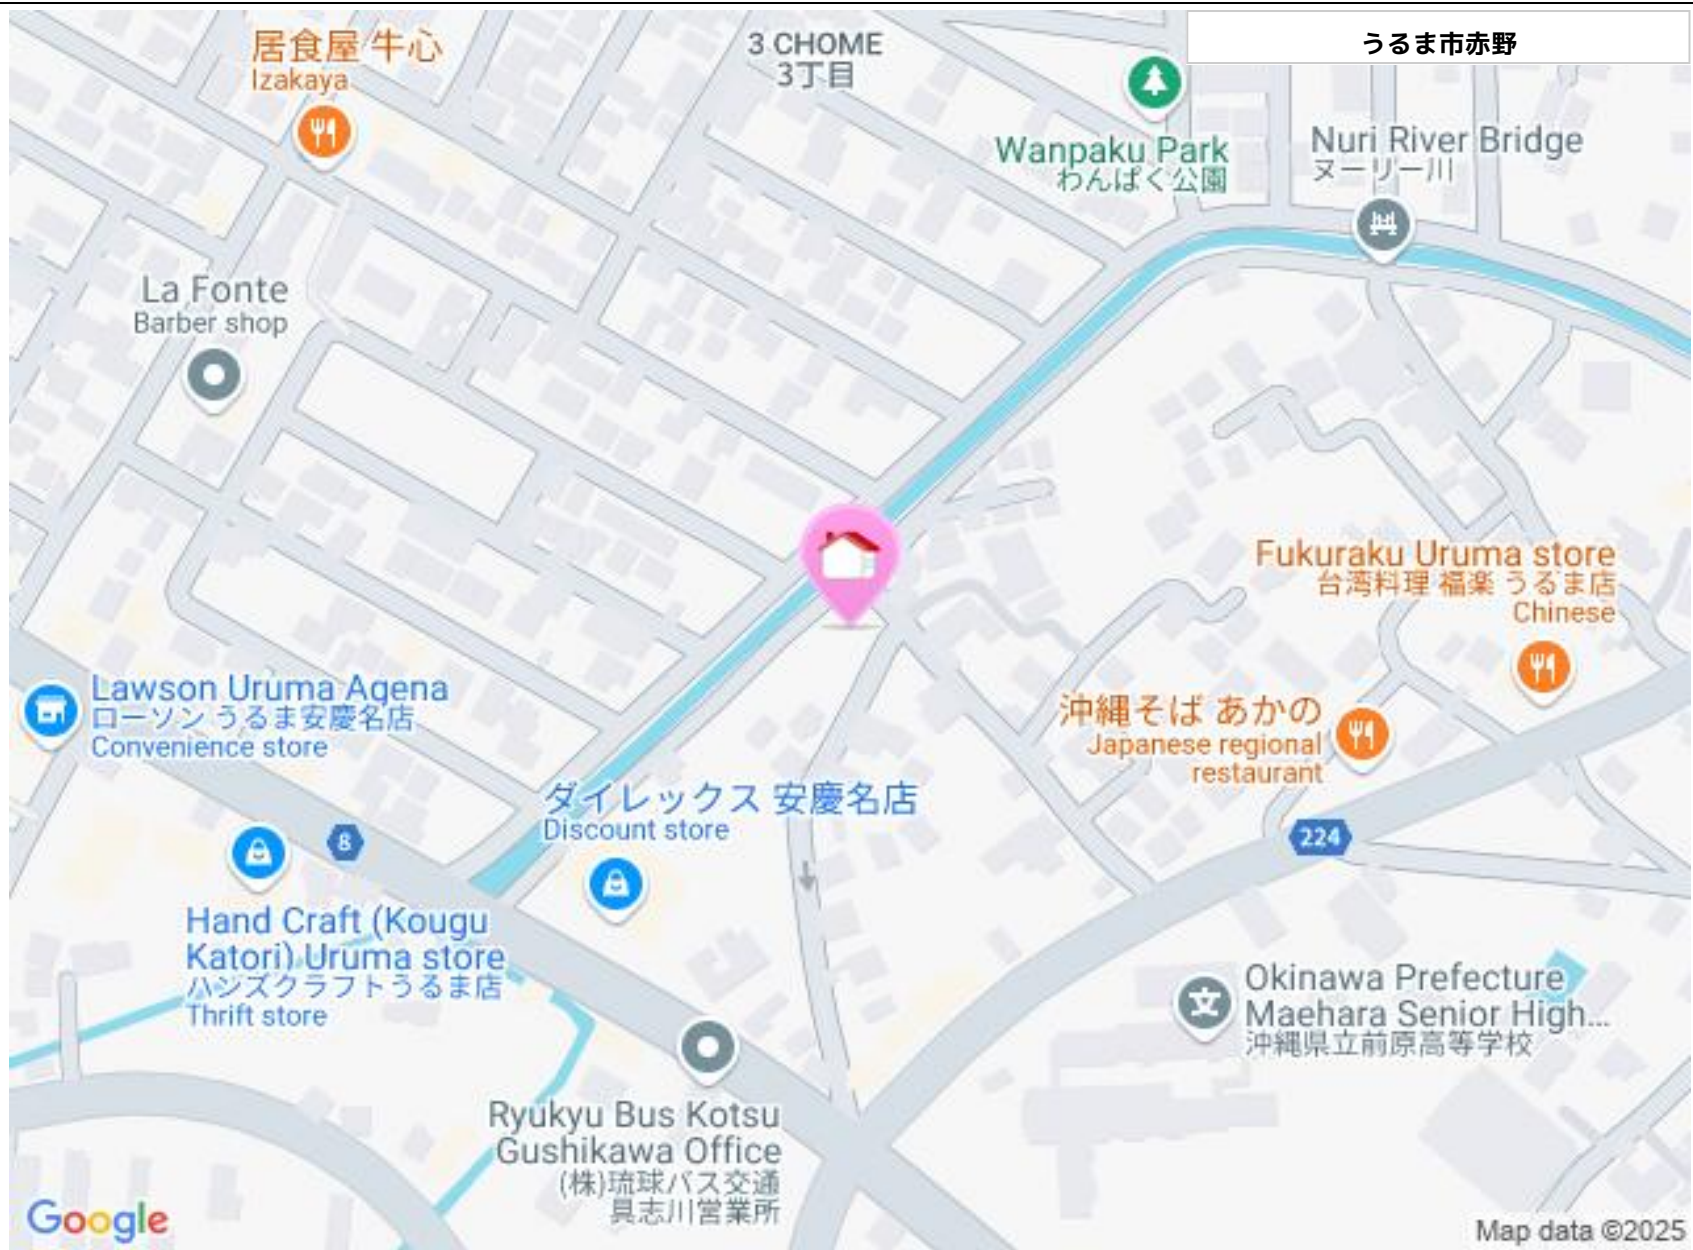 うるま市赤野
居食屋 牛心
Izakaya
3 CHOME
3丁目
Wanpaku Park
わんぱく公園
Nuri River Bridge
ヌーリー川
La Fonte
Barber shop
Fukuraku Uruma store
台湾料理 福楽 うるま店
Chinese
Lawson Uruma Agena
ローソン うるま安慶名店
Convenience store
沖縄そば あかの
Japanese regional
restaurant
ダイレックス 安慶名店
Discount store
8
224
Hand Craft (Kougu
Katori) Uruma store
ハンズクラフトうるま店
Thrift store
Okinawa Prefecture
Maehara Senior High...
沖縄県立前原高等学校
文
Ryukyu Bus Kotsu
Gushikawa Office
(株)琉球バス交通
具志川営業所
Google
Map data ©2025